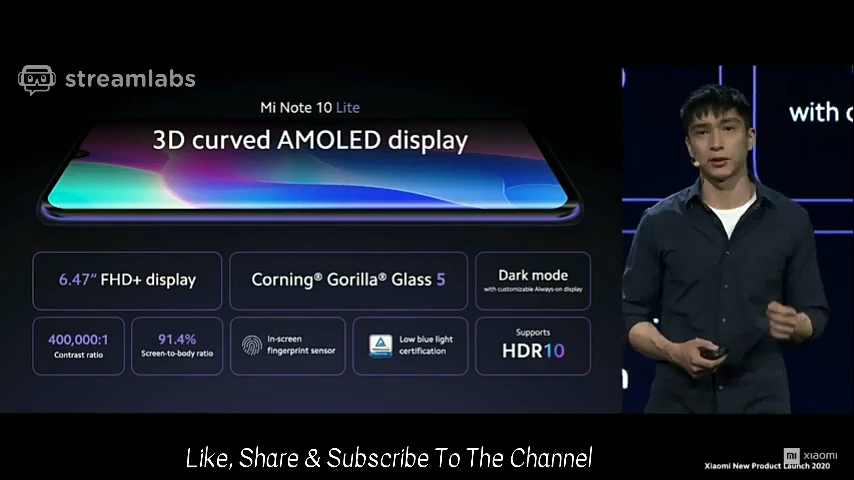 streamlabs
Mi Note 10 Lite
3D curved AMOLED display
with c
6.47“ FHD+ display
Corning® Gorilla® Glass 5
Dark mode
with customizable Always-on display
400,000:1
Contrast ratio
91.4%
Screen-to-body ratio
In-screen
fingerprint sensor
Low blue light
certification
Supports
HDR10
Like, Share & Subscribe To The Channel
mi xiaomi
Xiaomi New Product Launch 2020